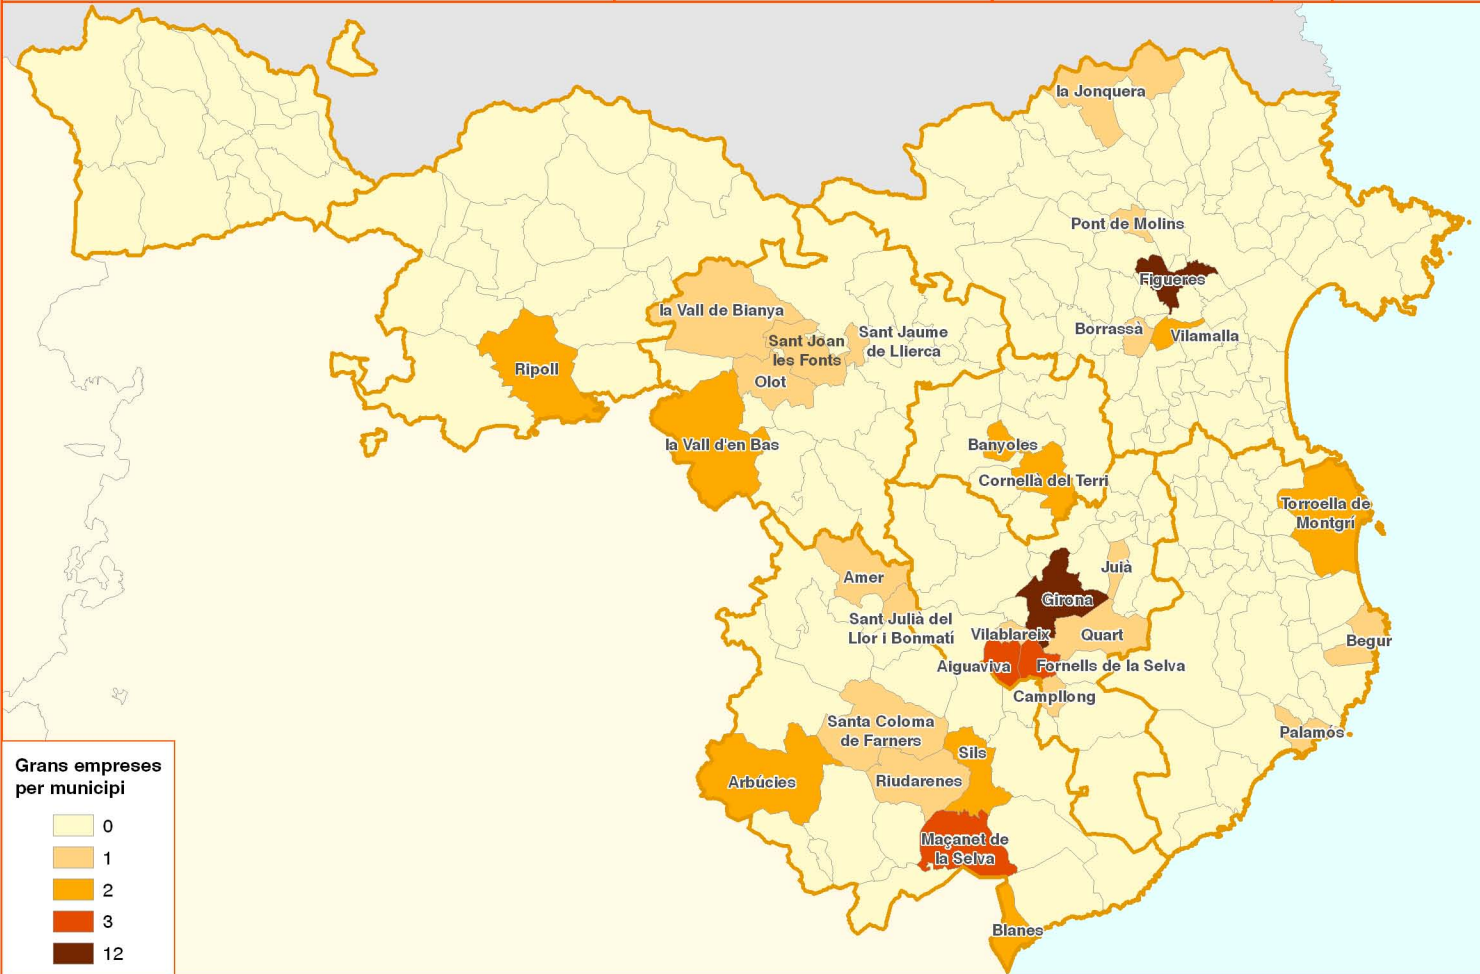 la Jonquera
Pont de Molins
Figueres
la Vall de Bianya
Sant Jaume
de Llierca
Borrassà
Vilamalla
Sant Joan
les Fonts
Ripoll
Olot
la Vall d'en Bas
Banyoles
Cornellà del Terri
Torroella de
Montgrí
Amer
Juià
Girona
Sant Julià del
Llor i Bonmatí
Vilablareix
Quart
Begur
Aiguaviva
Fornells de la Selva
Campllong
Santa Coloma
de Farners
Palamós
Sils
Arbúcies
Riudarenes
Maçanet de
la Selva
Blanes
Grans empreses
per municipi
0
1
2
3
12